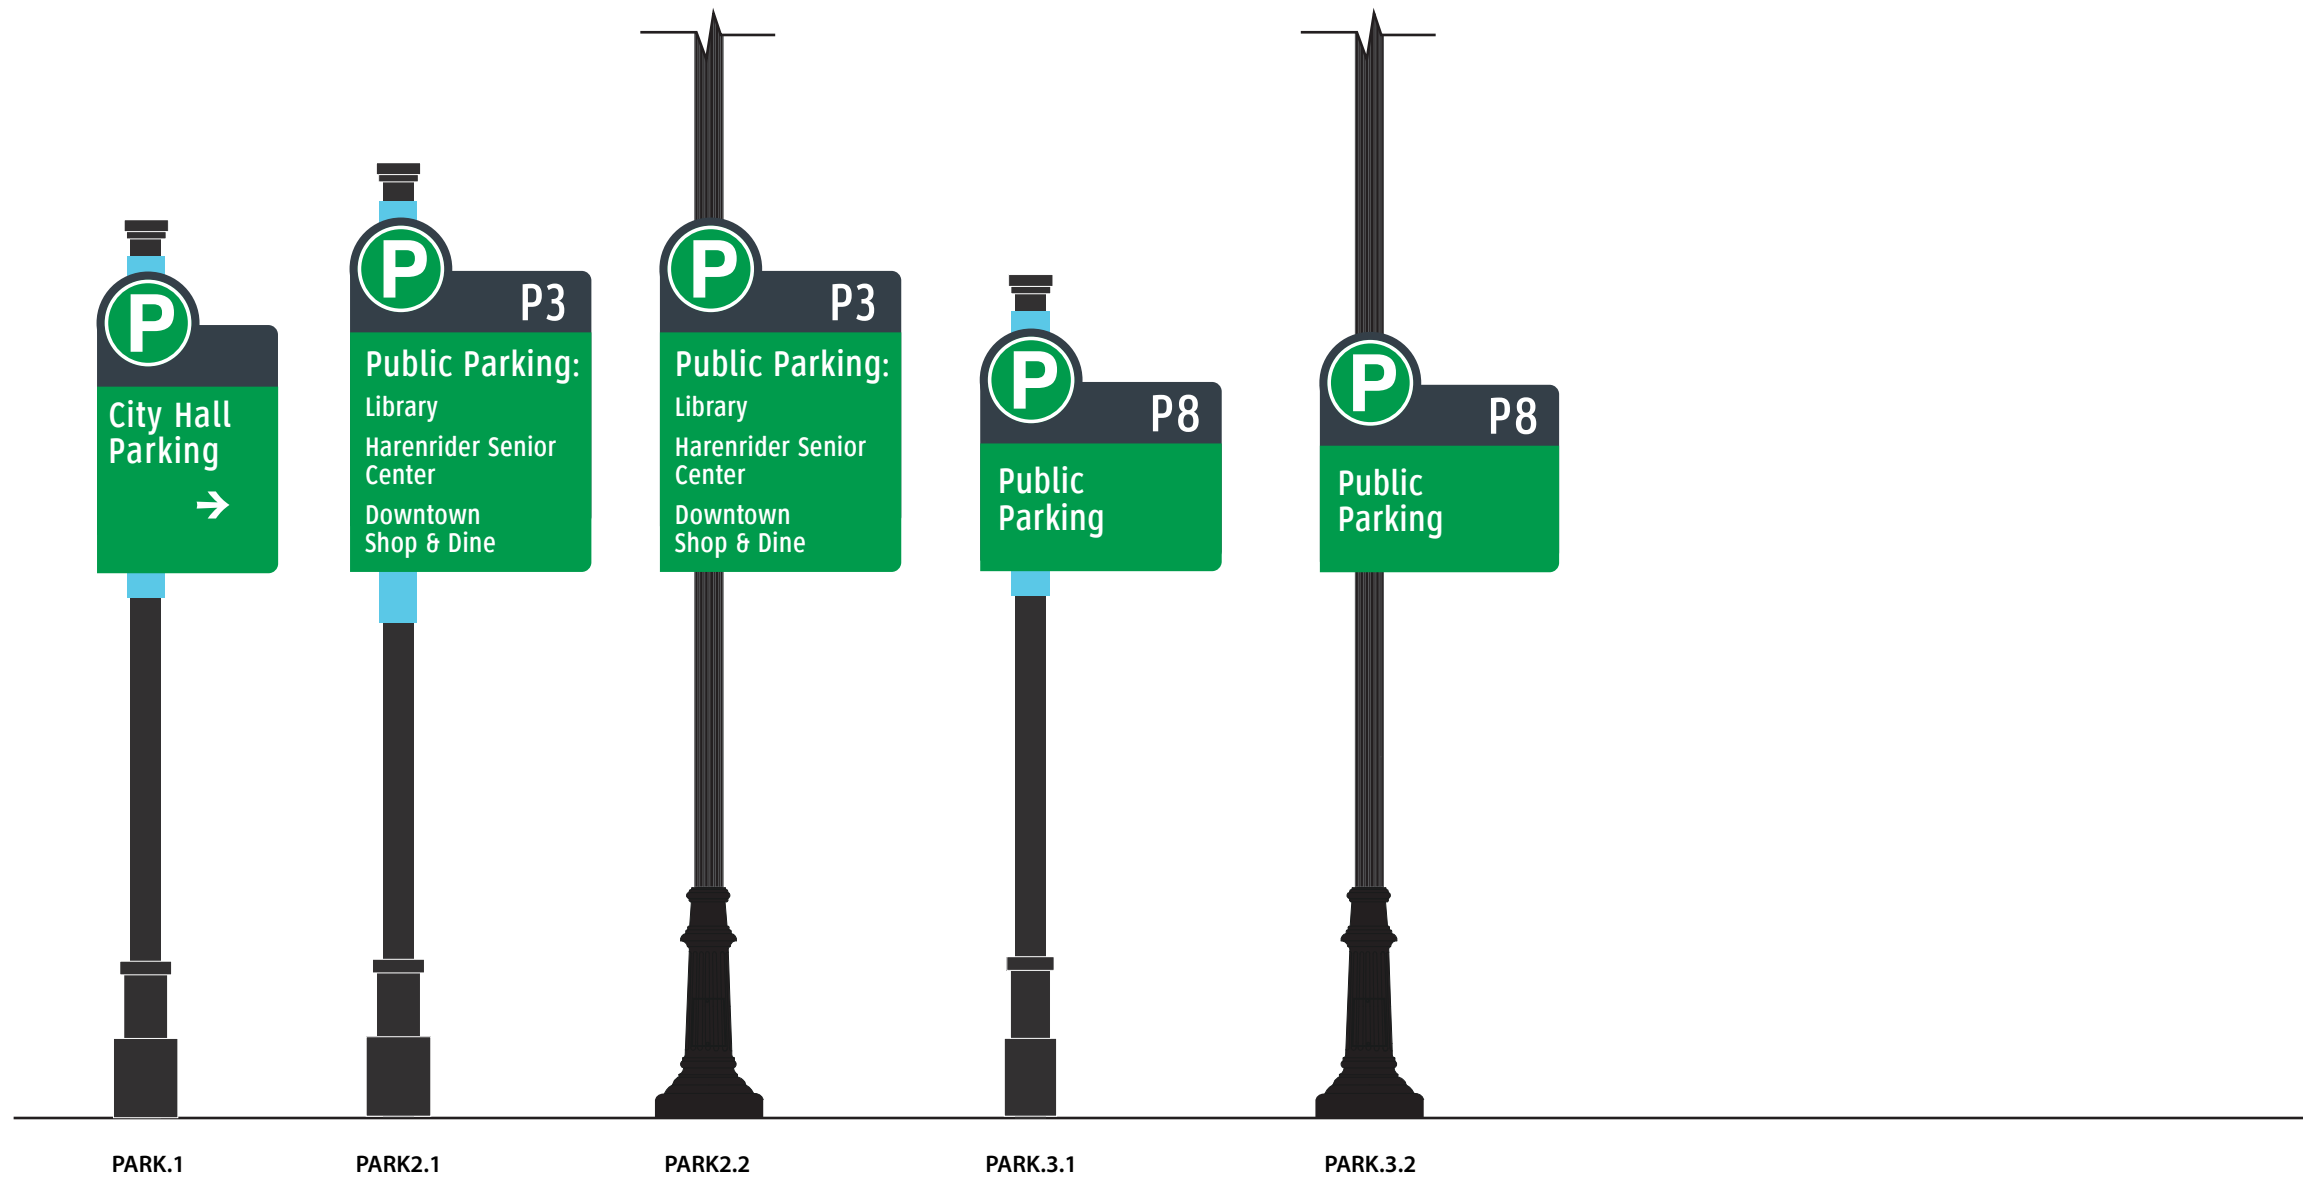 P
City Hall
Parking
→
P
P3
Public Parking:
Library
Harenrider Senior
Center
Downtown
Shop & Dine
P
P3
Public Parking:
Library
Harenrider Senior
Center
Downtown
Shop & Dine
P
P8
Public
Parking
P
P8
Public
Parking
PARK.1
PARK2.1
PARK2.2
PARK.3.1
PARK.3.2